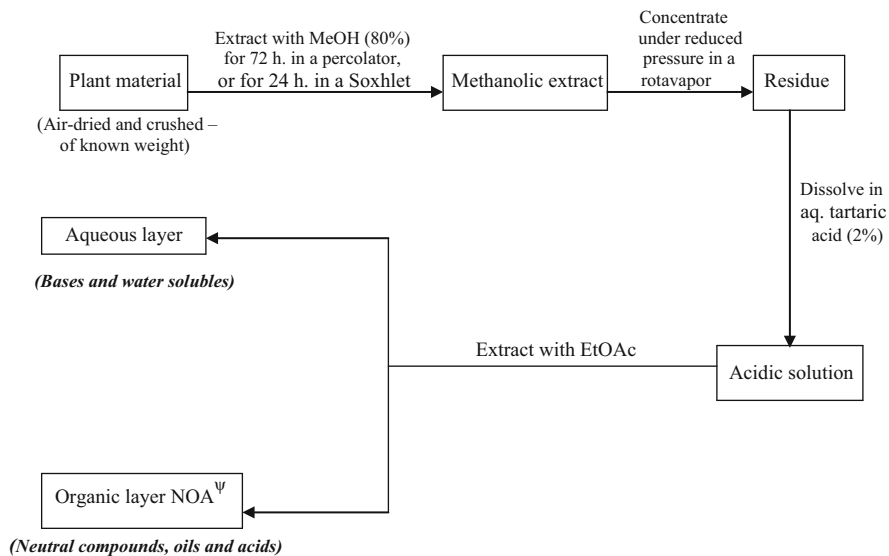 Extract with MeOH (80%)
for 72 h. in a percolator,
or for 24 h. in a Soxhlet
Concentrate
under reduced
pressure in a
rotavapor
Plant material
Methanolic extract
Residue
(Air-dried and crushed –
of known weight)
Dissolve in
aq. tartaric
acid (2%)
Aqueous layer
(Bases and water solubles)
Extract with EtOAc
Acidic solution
Organic layer NOAᴪ
(Neutral compounds, oils and acids)